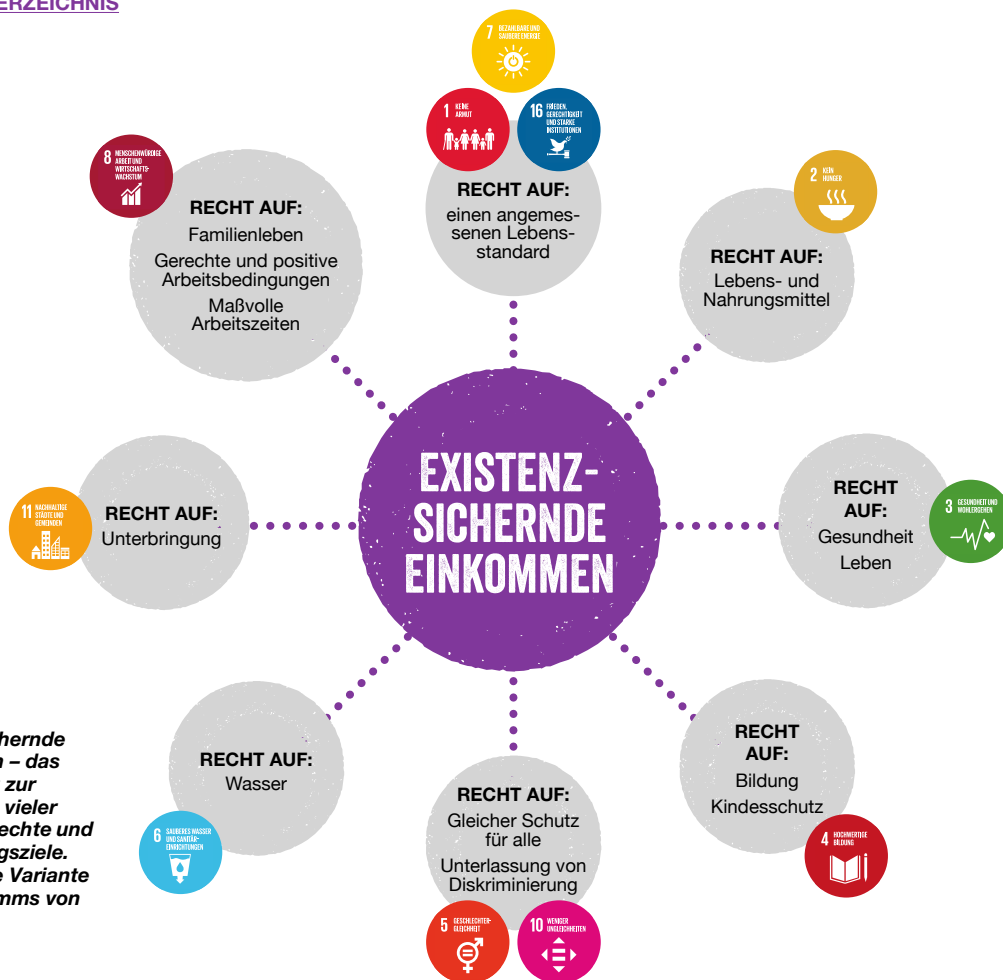 ERZEICHNIS
7 BEZAHLBARE UND
SAUBERE ENERGIE
1 KEINE
ARMUT
16 FRIEDEN,
GERECHTIGKEIT
UND STARKE
INSTITUTIONEN
RECHT AUF:
einen angemes-
senen Lebens-
standard
8 MENSCHENWÜRDIGE
ARBEIT UND
WIRTSCHAFTS-
WACHSTUM
RECHT AUF:
Familienleben
Gerechte und positive
Arbeitsbedingungen
Maßvolle
Arbeitszeiten
2 KEIN
HUNGER
RECHT AUF:
Lebens- und
Nahrungsmittel
EXISTENZ-
SICHERNDE
EINKOMMEN
11 NACHHALTIGE
STÄDTE UND
GEMEINDEN
RECHT AUF:
Unterbringung
RECHT
AUF:
Gesundheit
Leben
3 GESUNDHEIT UND
WOHLERGEHEN
hernde
n – das
zur
vieler
echte und
gsziele.
e Variante
mms von
RECHT AUF:
Wasser
6 SAUBERES WASSER
UND SANITÄR-
EINRICHTUNGEN
RECHT AUF:
Gleicher Schutz
für alle
Unterlassung von
Diskriminierung
5 GESCHLECHTER-
GLEICHHEIT
10 WENIGER
UNGLEICHHEITEN
RECHT
AUF:
Bildung
Kindesschutz
4 HOCHWERTIGE
BILDUNG